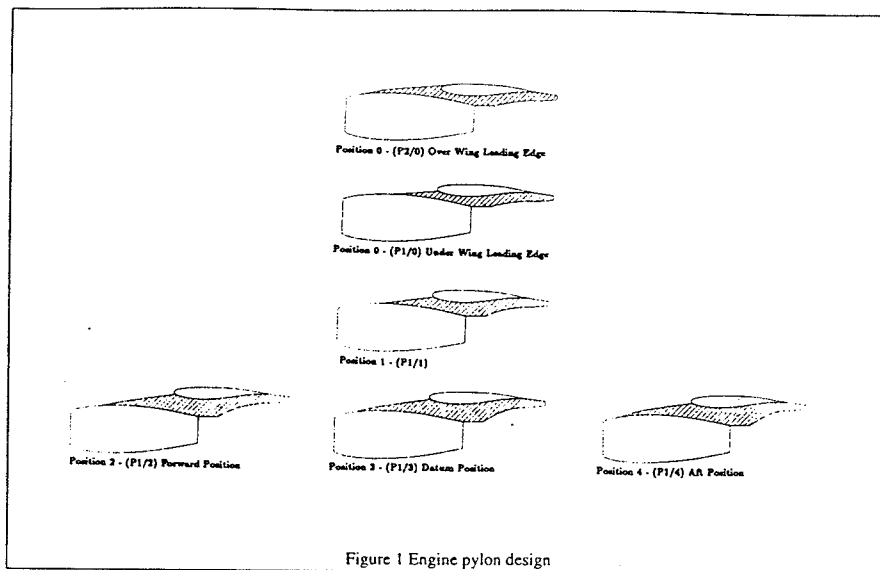 Position 0 - (P2/0) Over Wing Leading Edge
Position 0 - (P1/0) Under Wing Leading Edge
Position 1 - (P1/1)
Position 2 - (P1/2) Forward Position
Position 3 - (P1/3) Datum Position
Position 4 - (P1/4) Aft Position
Figure 1 Engine pylon design